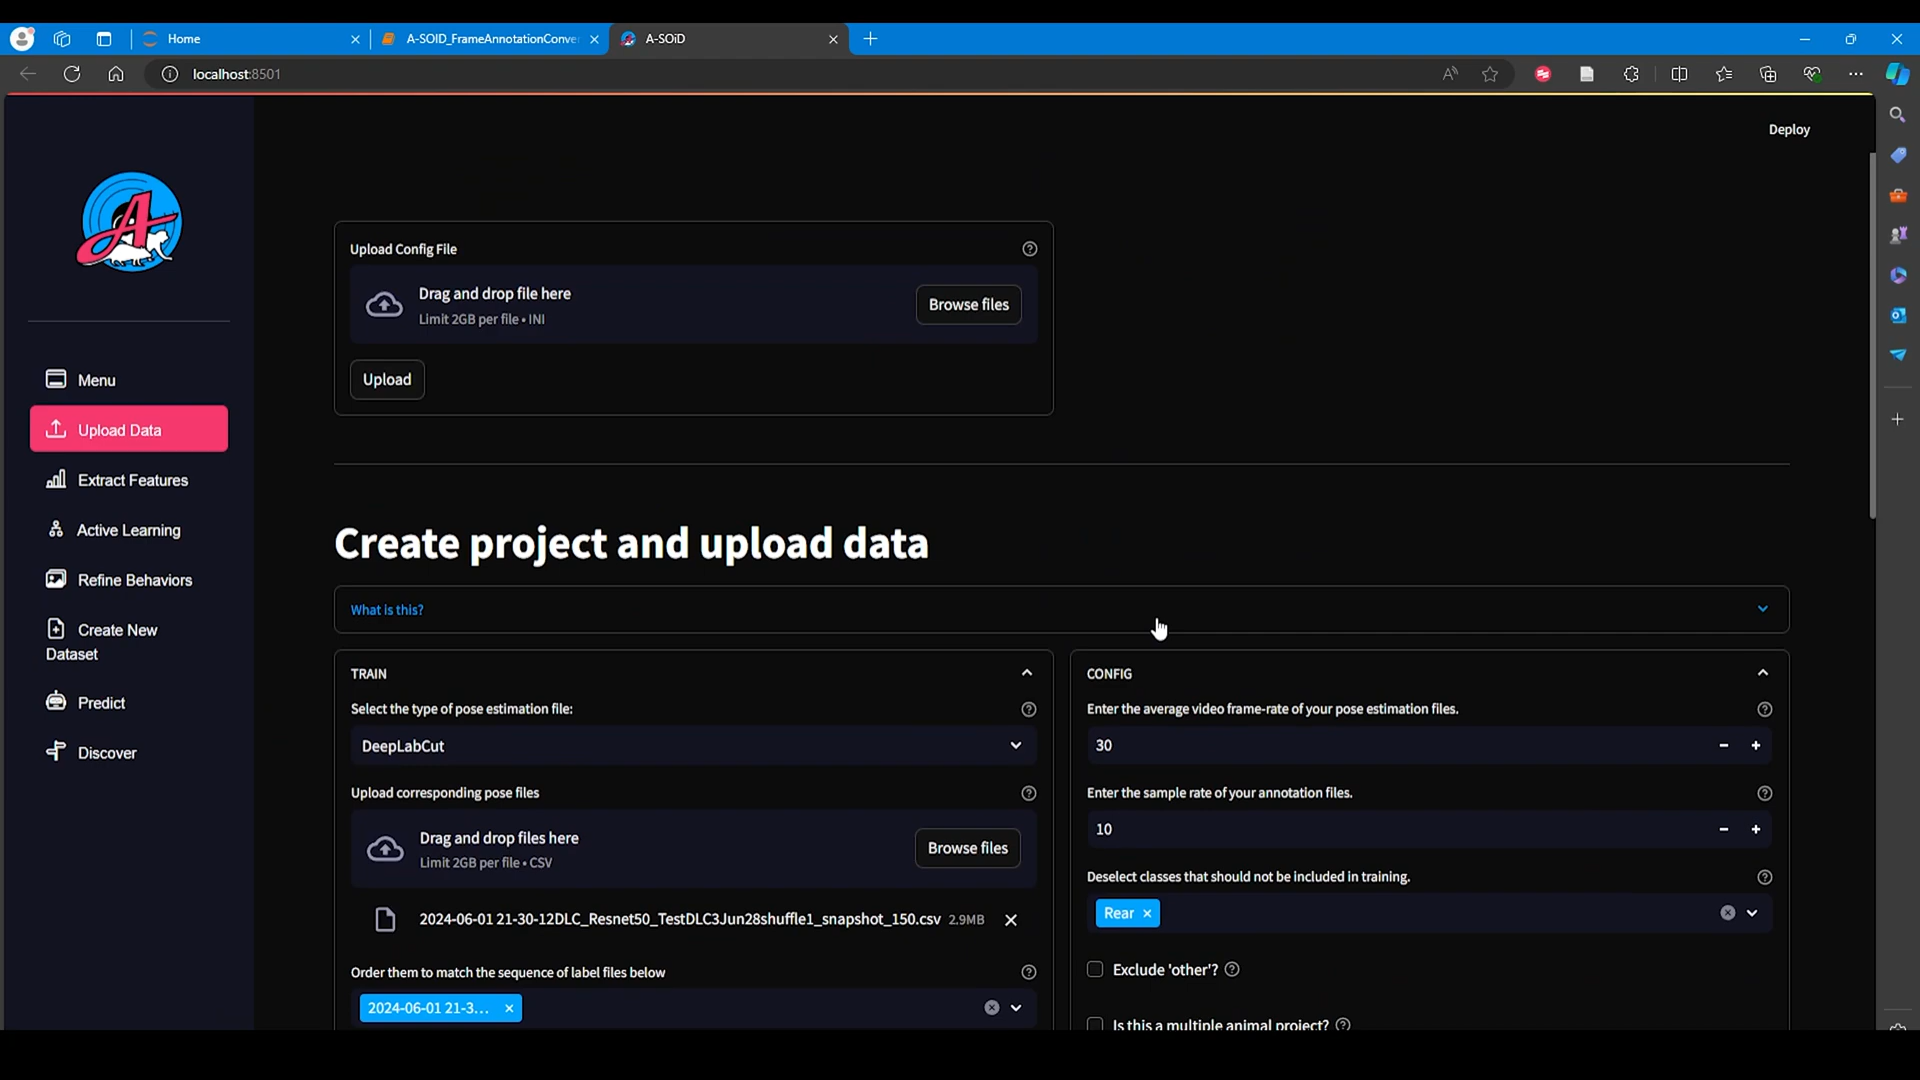 Home
A-SOID_FrameAnnotationConve
A-SOiD
localhost:8501
Deploy
Menu
Upload Data
Extract Features
Active Learning
Refine Behaviors
Create New
Dataset
Predict
Discover
Upload Config File
Drag and drop file here
Limit 2GB per file • INI
Browse files
Upload
Create project and upload data
What is this?
TRAIN
Select the type of pose estimation file:
DeepLabCut
Upload corresponding pose files
Drag and drop files here
Limit 2GB per file • CSV
Browse files
2024-06-01 21-30-12DLC_Resnet50_TestDLC3Jun28shuffle1_snapshot_150.csv 2.9MB
Order them to match the sequence of label files below
2024-06-01 21-3...
CONFIG
Enter the average video frame-rate of your pose estimation files.
30
Enter the sample rate of your annotation files.
10
Deselect classes that should not be included in training.
Rear
Exclude 'other'?
Is this a multiple animal project?